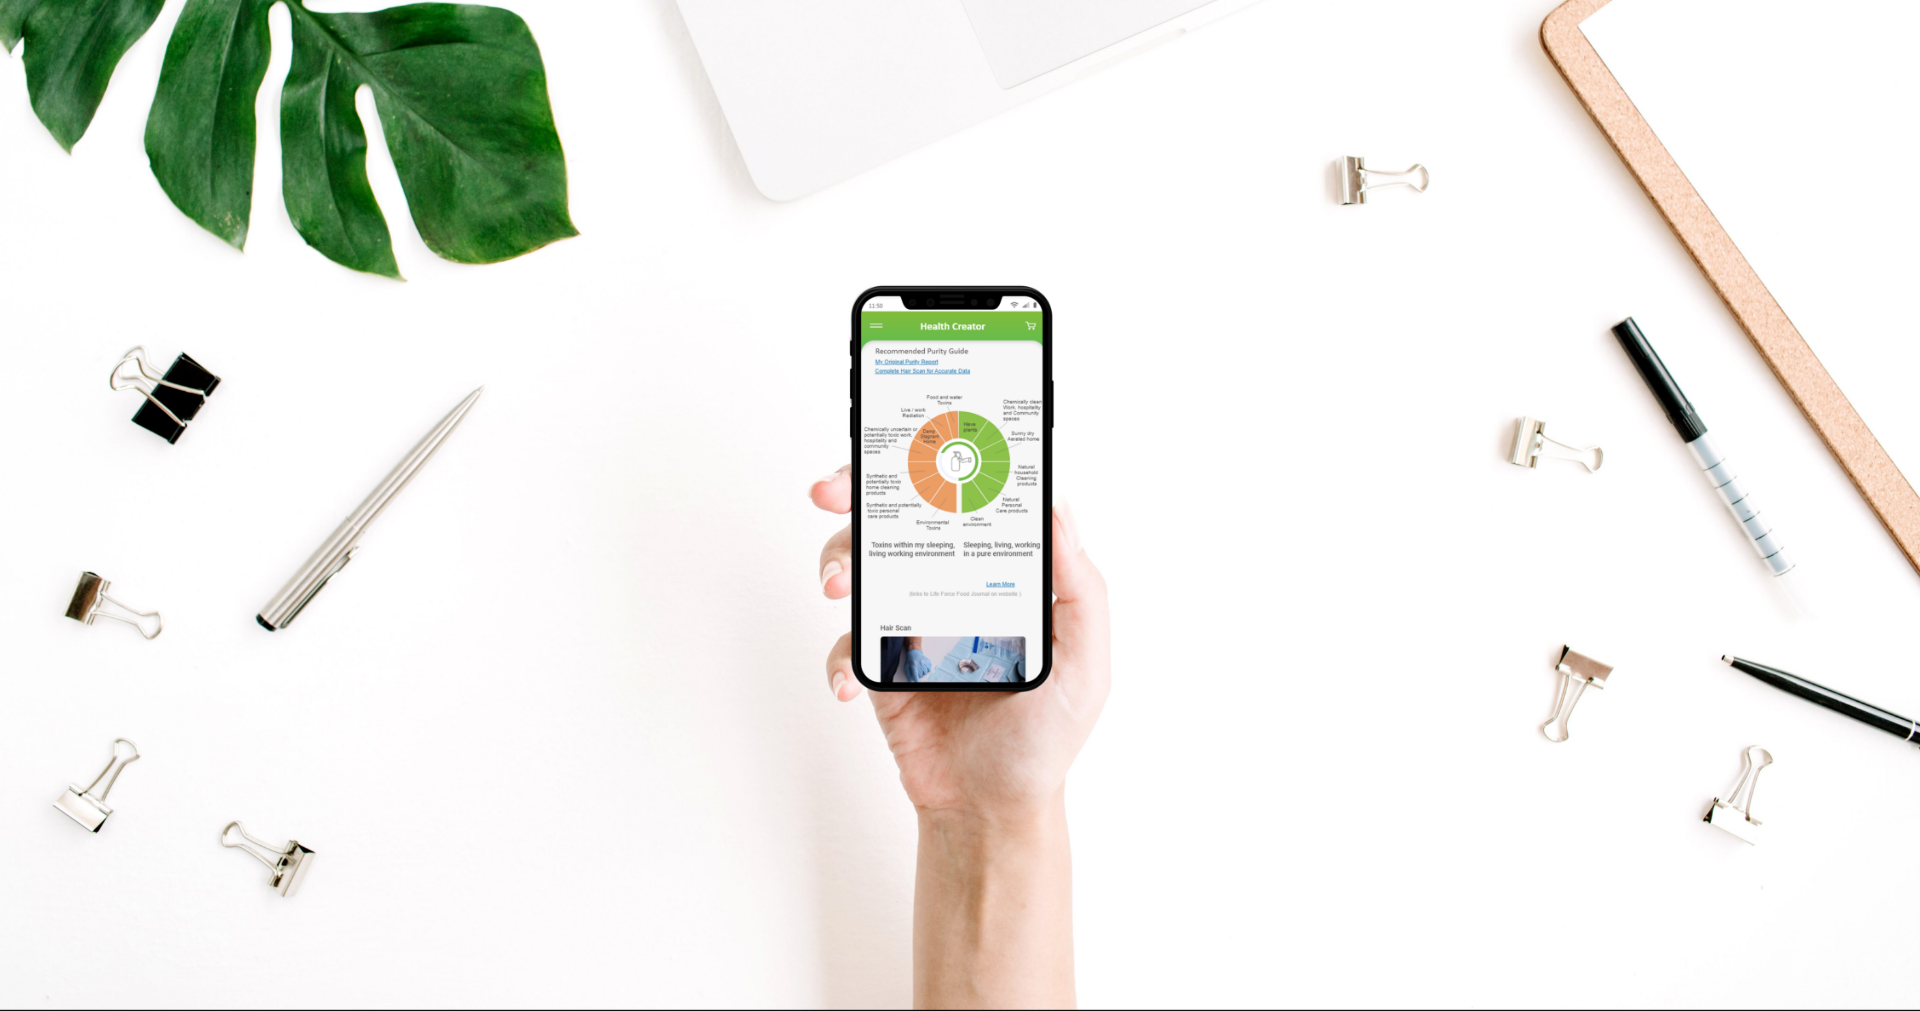 11:50
Health Creator
Recommended Purity Guide
My Original Purity Report
Complete Hair Scan for Accurate Data
Food and water
Toxins
Live / work
Radiation
Chemically uncertain or
potentially toxic work,
hospitality and
community
spaces
Damp
Stagnant
Home
Synthetic and
potentially toxic
home cleaning
products
Synthetic and potentially
toxic personal
care products
Environmental
Toxins
Have
plants
Chemically clean
Work, hospitality
and Community
spaces
Sunny dry
Aerated home
Natural
household
Cleaning
products
Natural
Personal
Care products
Clean
environment
Toxins within my sleeping,
living working environment
Sleeping, living, working
in a pure environment
Learn More
(links to Life Force Food Journal on website.)
Hair Scan